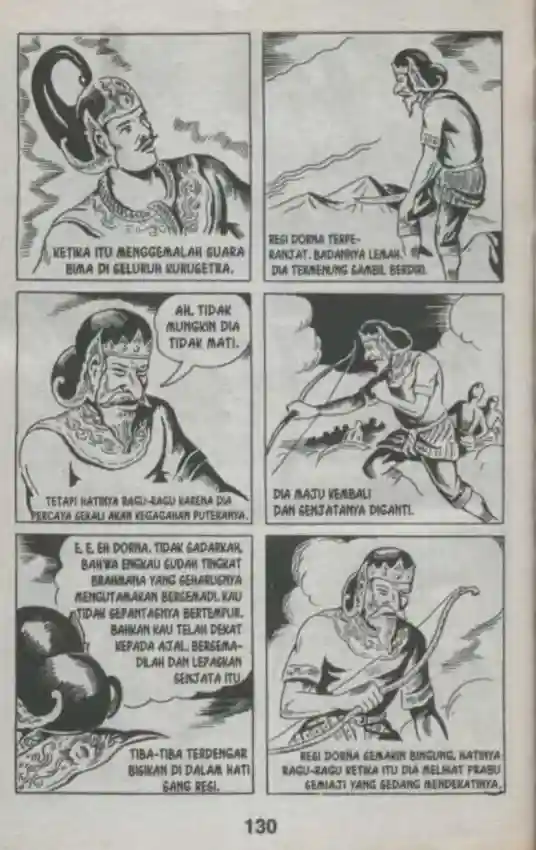 KETIKA ITU MENGGEMALAH SUARA
BIMA DI SELURUH KURUSETRA.
RESI DORNA TERPE-
RANJAT. BADANNYA LEMAH.
DIA TERMENUNG SAMBIL BERDIRI.
AH, TIDAK
MUNGKIN DIA
TIDAK MATI.
TETAPI HATINYA RAGU-RAGU KARENA DIA
PERCAYA SEKALI AKAN KEGAGAHAN PUTERANYA.
DIA MAJU KEMBALI
DAN SENJATANYA DIGANTI.
E, E, EH DORNA. TIDAK SADARKAH,
BAHWA ENGKAU SUDAH TINGKAT
BRAHMANA YANG SEHARUSNYA
MENGUTAMAKAN BERSEMADI. KAU
TIDAK SEPANTASNYA BERTEMPUR.
BAHKAN KAU TELAH DEKAT
KEPADA AJAL. BERSEMA-
DILAH DAN LEPASKAN
SENJATA ITU.
TIBA-TIBA TERDENGAR
BISIKAN DI DALAM HATI
SANG RESI.
RESI DORNA SEMAKIN BINGUNG. HATINYA
RAGU-RAGU KETIKA ITU DIA MELIHAT PRABU
SEMIAJI YANG SEDANG MENDEKATINYA.
130